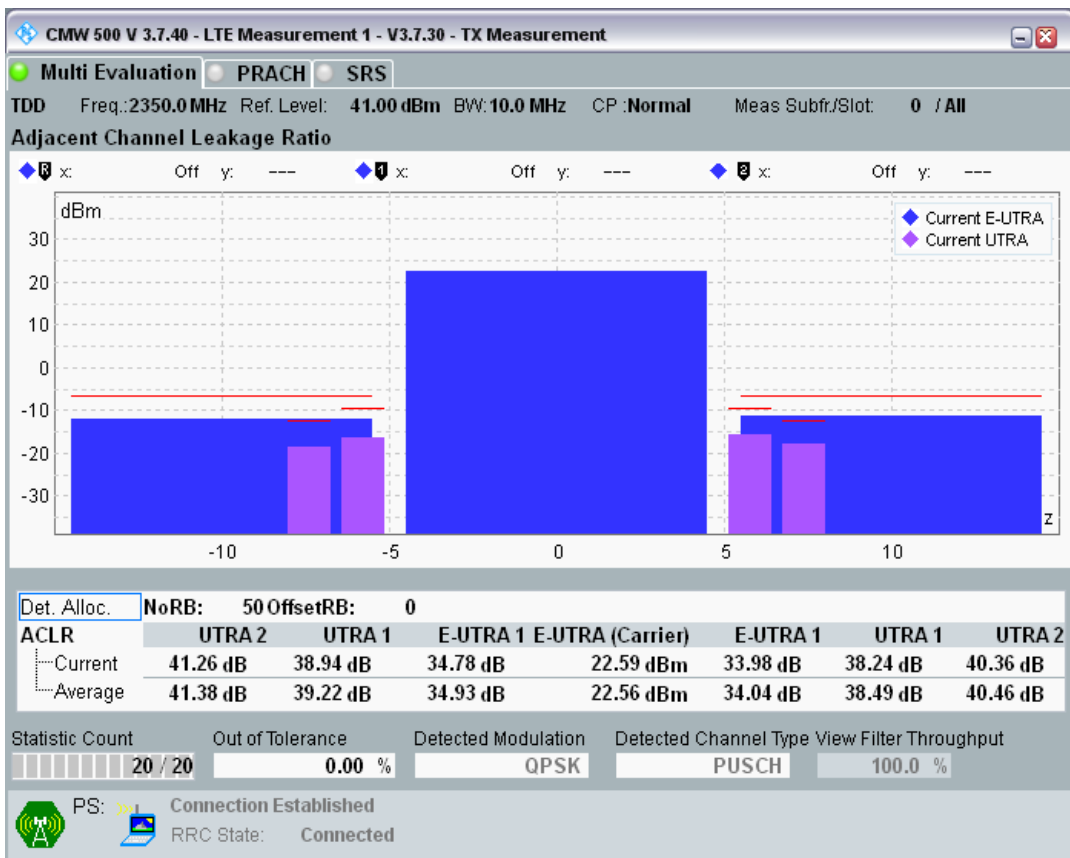 CMW 500 V 3.7.40 - LTE Measurement 1 - V3.7.30 - TX Measurement
Multi Evaluation PRACH SRS
TDD Freq.:2350.0 MHz Ref. Level: 41.00 dBm BW:10.0 MHz CP :Normal Meas Subfr./Slot: 0 / All
Adjacent Channel Leakage Ratio
R x: Off y: --- 1 x: Off y: --- 2 x: Off y: ---
dBm
Current E-UTRA
Current UTRA
30
20
10
0
-10
-20
-30
z
-10 -5 0 5 10
Det. Alloc. NoRB: 50 OffsetRB: 0
ACLR UTRA 2 UTRA 1 E-UTRA 1 E-UTRA (Carrier) E-UTRA 1 UTRA 1 UTRA 2
Current 41.26 dB 38.94 dB 34.78 dB 22.59 dBm 33.98 dB 38.24 dB 40.36 dB
Average 41.38 dB 39.22 dB 34.93 dB 22.56 dBm 34.04 dB 38.49 dB 40.46 dB
Statistic Count Out of Tolerance Detected Modulation Detected Channel Type View Filter Throughput
20 / 20 0.00 % QPSK PUSCH 100.0 %
PS: Connection Established
RRC State: Connected